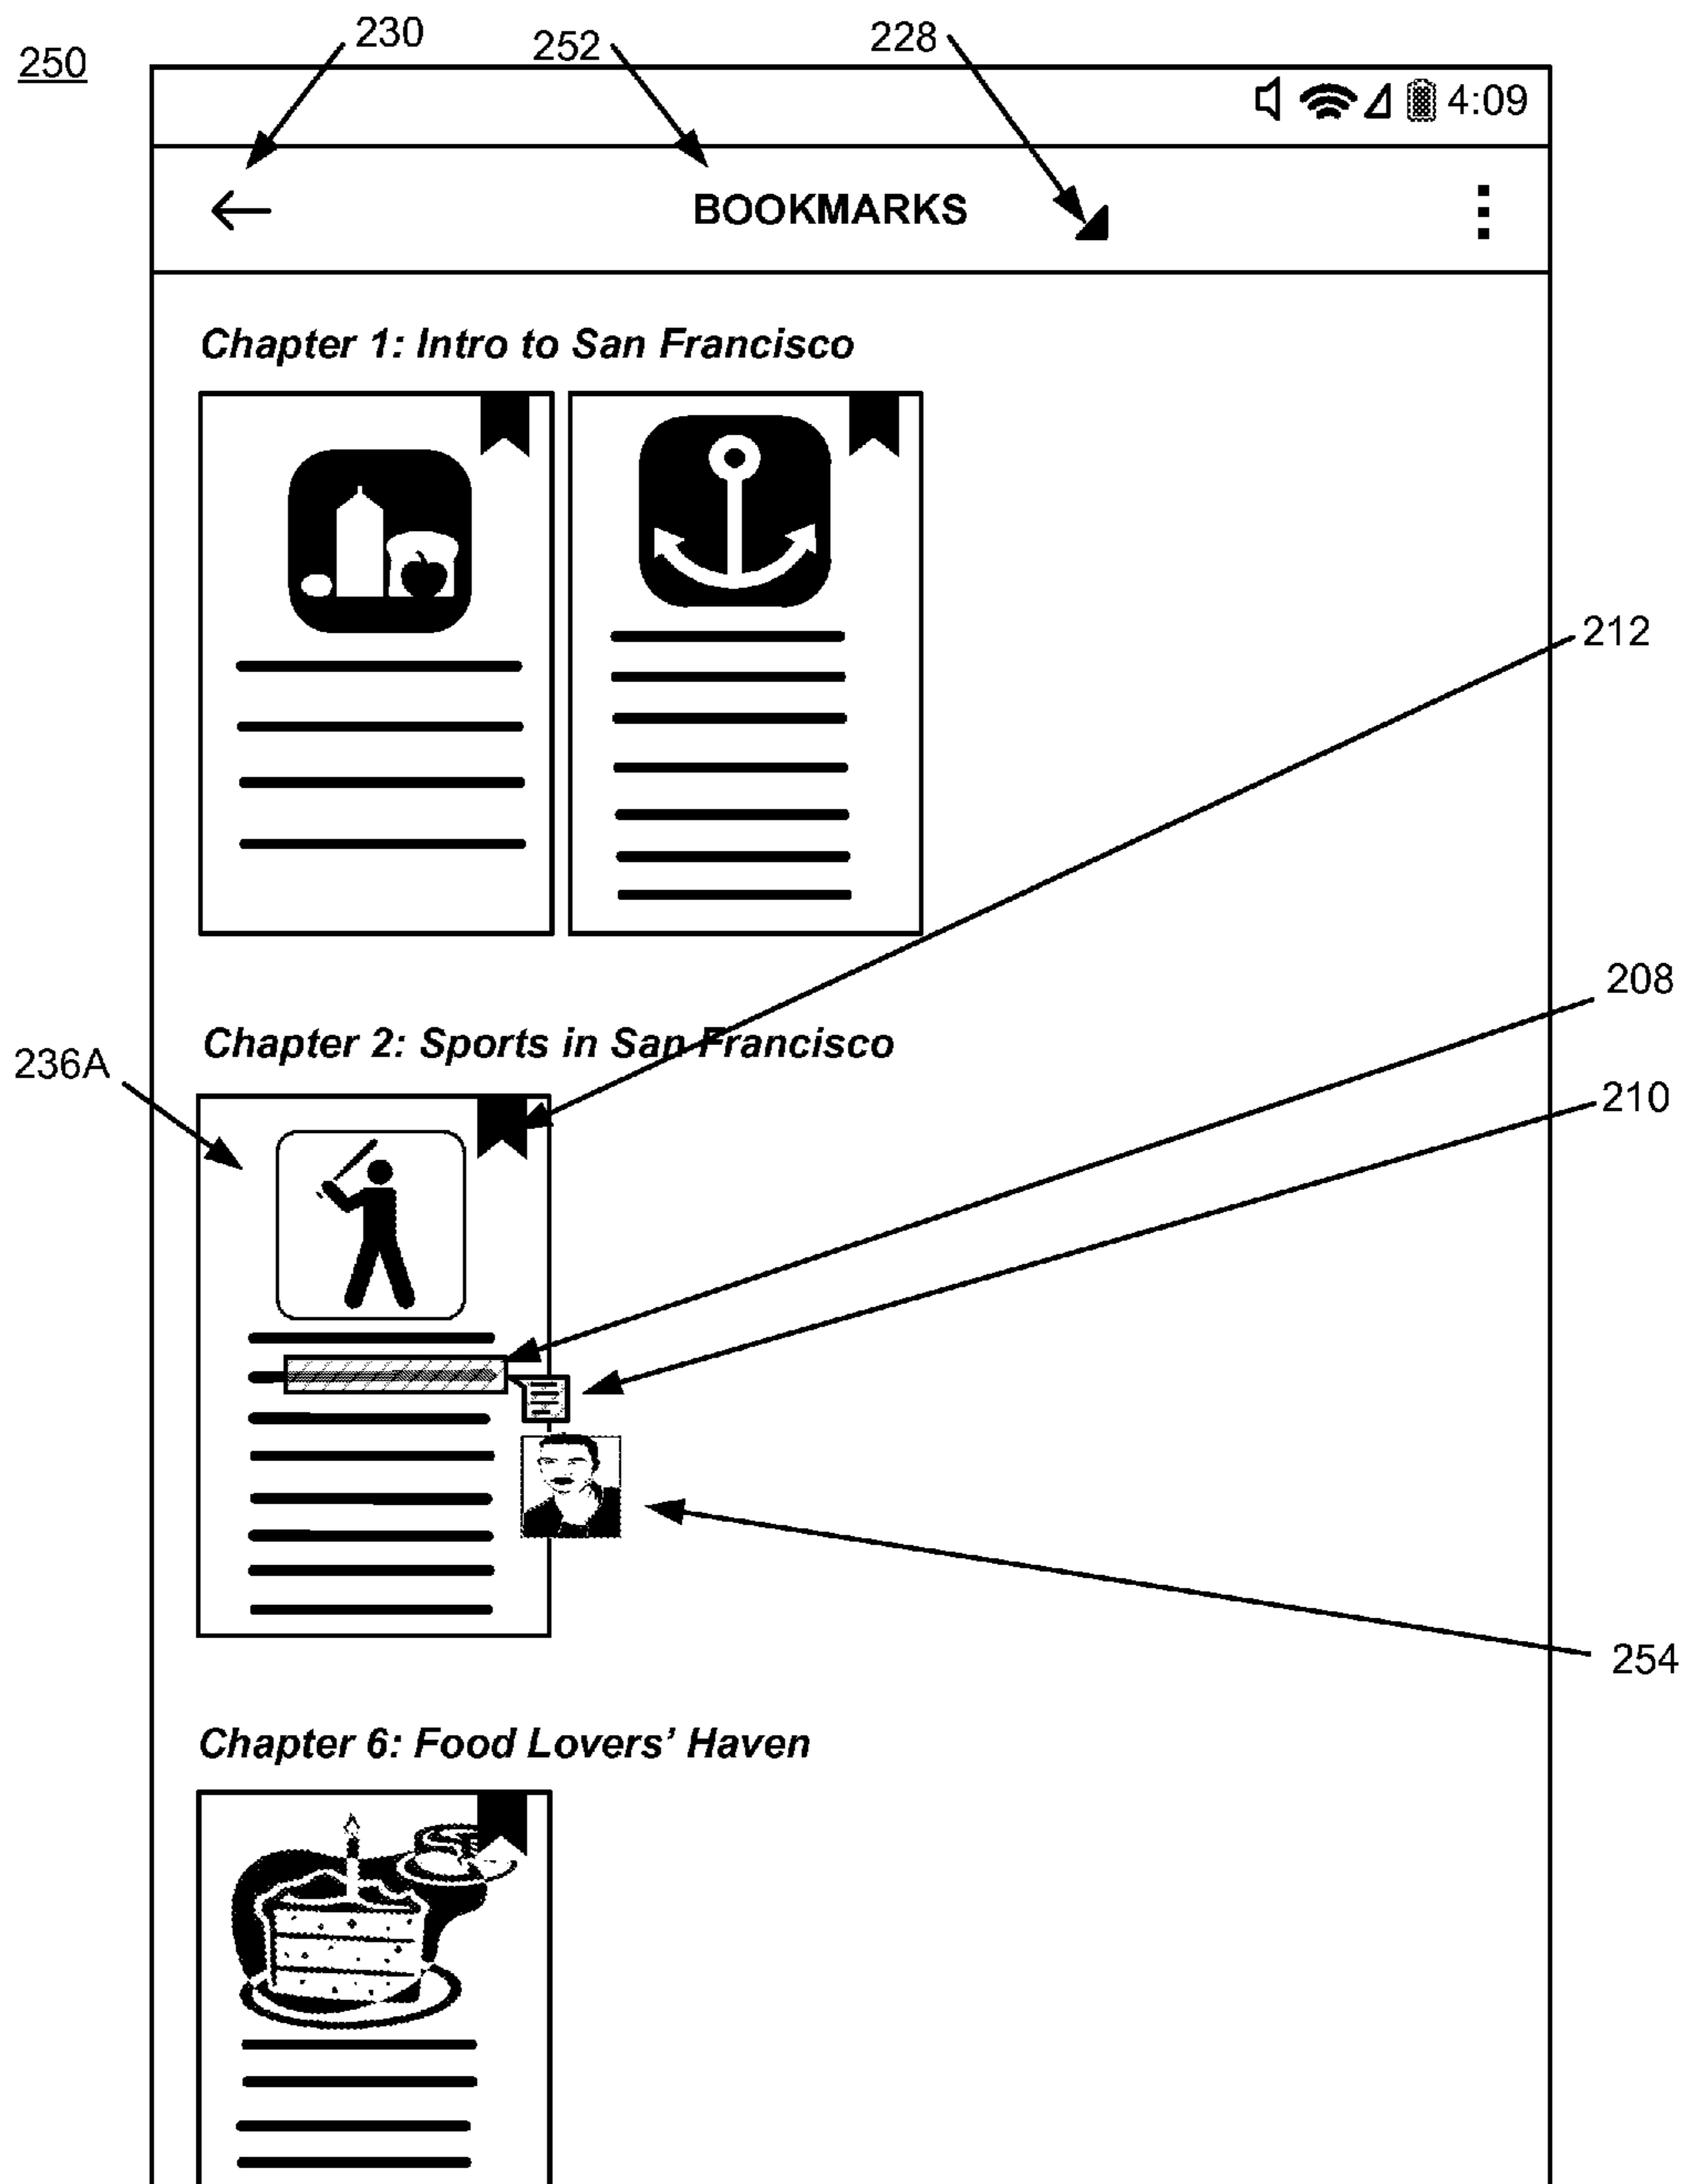 230
252
228
250
4:09
BOOKMARKS
Chapter 1: Intro to San Francisco
212
208
Chapter 2: Sports in San Francisco
236A
210
254
Chapter 6: Food Lovers’ Haven